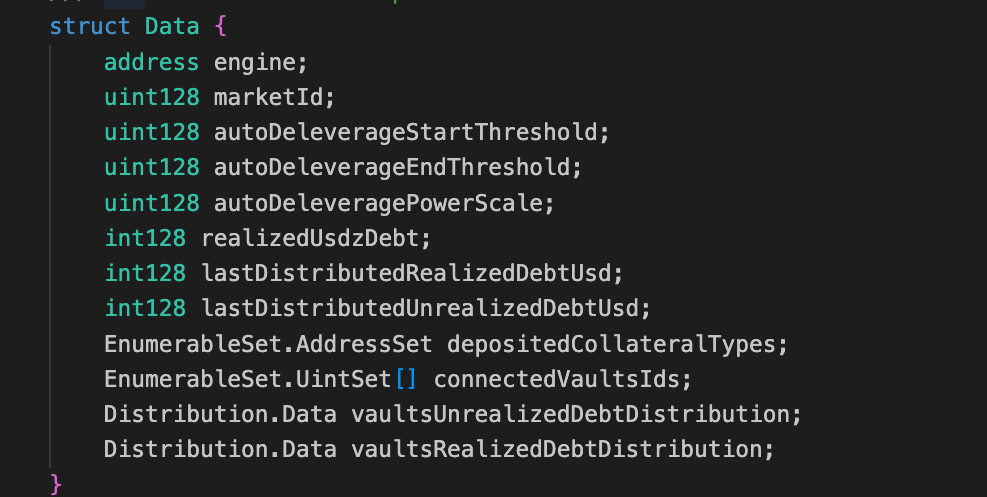 struct Data {
    address engine;
    uint128 marketId;
    uint128 autoDeleverageStartThreshold;
    uint128 autoDeleverageEndThreshold;
    uint128 autoDeleveragePowerScale;
    int128 realizedUsdzDebt;
    int128 lastDistributedRealizedDebtUsd;
    int128 lastDistributedUnrealizedDebtUsd;
    EnumerableSet.AddressSet depositedCollateralTypes;
    EnumerableSet.UintSet[] connectedVaultsIds;
    Distribution.Data vaultsUnrealizedDebtDistribution;
    Distribution.Data vaultsRealizedDebtDistribution;
}